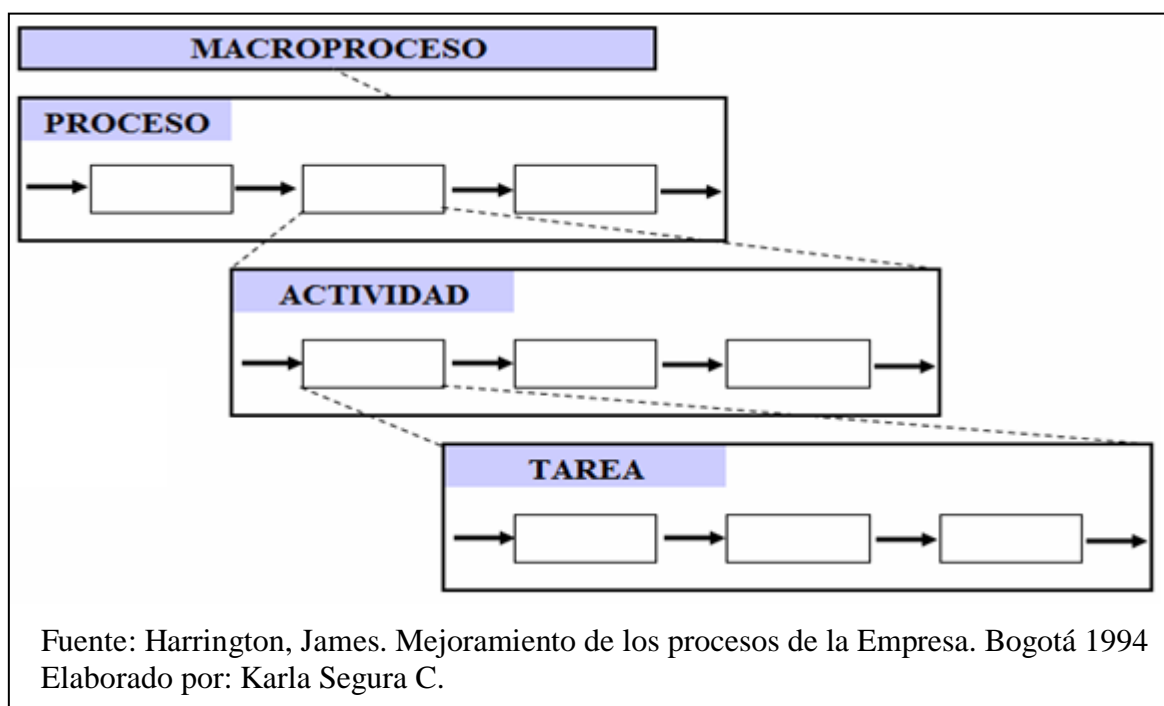 MACROPROCESO
PROCESO
ACTIVIDAD
TAREA
Fuente: Harrington, James. Mejoramiento de los procesos de la Empresa. Bogotá 1994
Elaborado por: Karla Segura C.